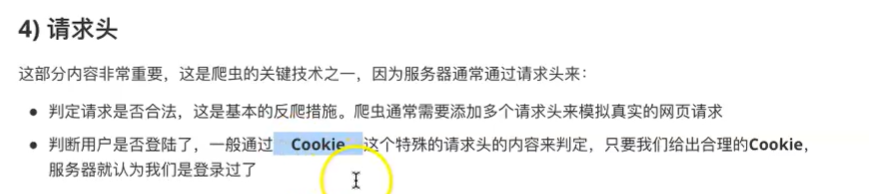 4) 请求头
这部分内容非常重要，这是爬虫的关键技术之一，因为服务器通常通过请求头来：
● 判定请求是否合法，这是基本的反爬措施。爬虫通常需要添加多个请求头来模拟真实的网页请求
● 判断用户是否登陆了，一般通过 Cookie 这个特殊的请求头的内容来判定，只要我们给出合理的Cookie，
服务器就认为我们是登录过了